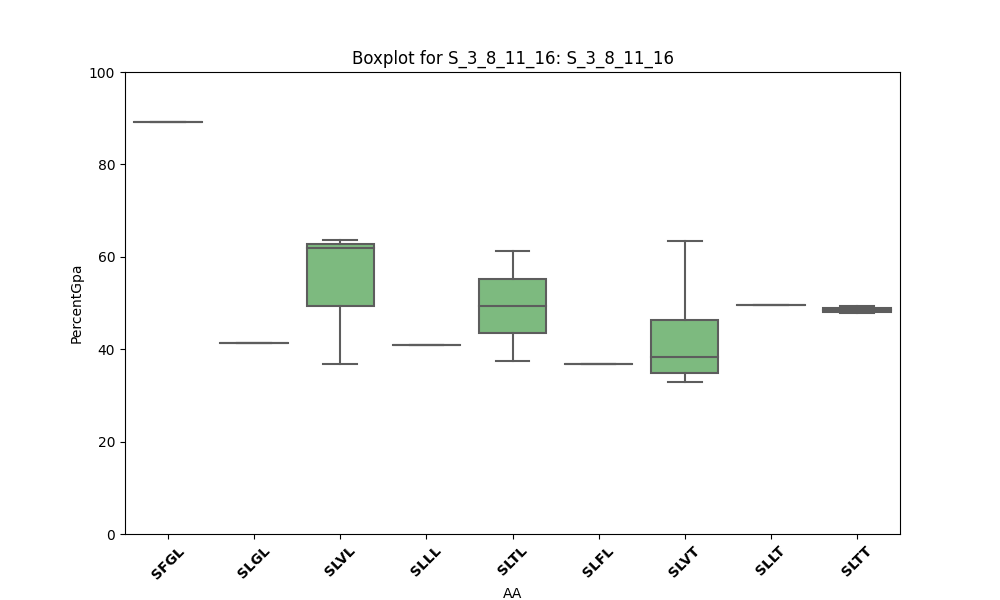 Boxplot for S_3_8_11_16: S_3_8_11_16
100
80
60
40
20
0
PercentGpa
SFGL
SLGL
SLVL
SLLL
SLTL
SLFL
SLVT
SLLT
SLTT
AA